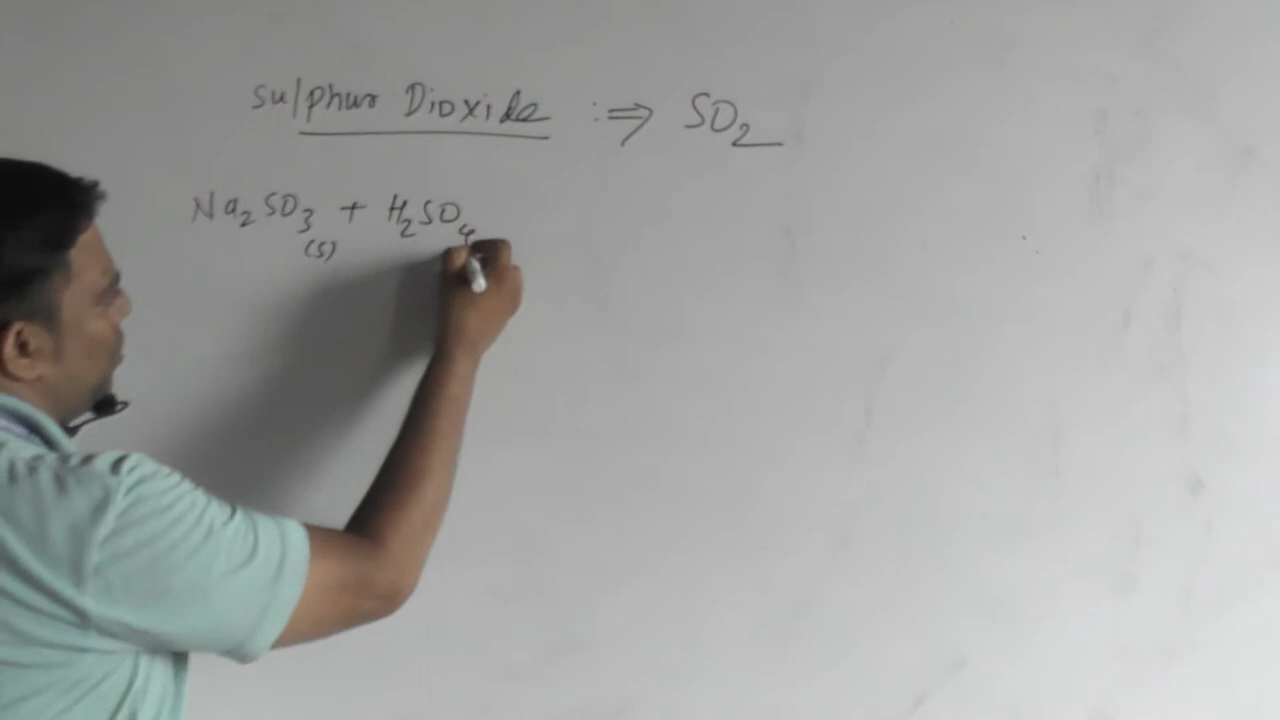 Sulphur Dioxide :⇒ SO₂
Na₂SO₃ + H₂SO₄
(s)